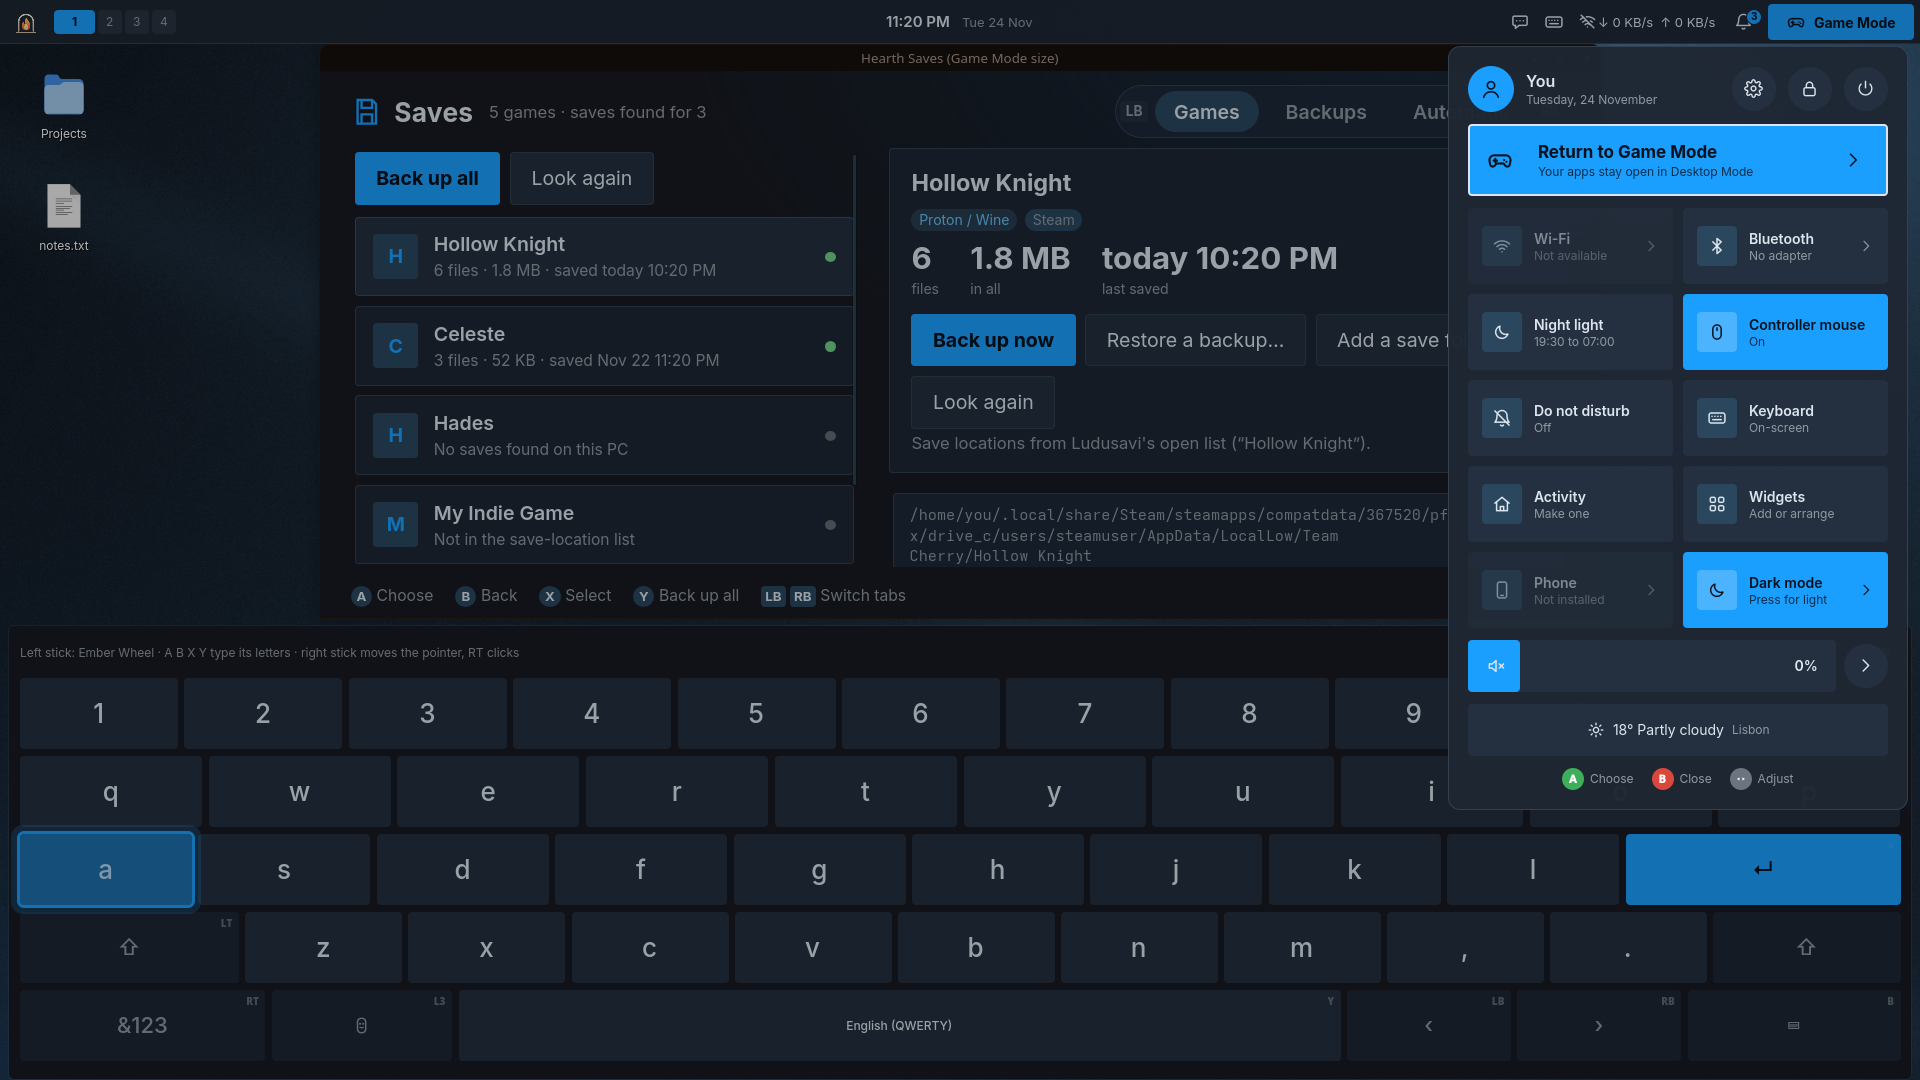 1 2 3 4
11:20 PM Tue 24 Nov
0 KB/s 0 KB/s 3 Game Mode
Projects
notes.txt
Hearth Saves (Game Mode size)
Saves 5 games · saves found for 3
LB Games Backups
Back up all Look again
H Hollow Knight
6 files · 1.8 MB · saved today 10:20 PM
C Celeste
3 files · 52 KB · saved Nov 22 11:20 PM
H Hades
No saves found on this PC
M My Indie Game
Not in the save-location list
Hollow Knight
Proton / Wine Steam
6 1.8 MB today 10:20 PM
files in all last saved
Back up now Restore a backup... Add a save
Look again
Save locations from Ludusavi's open list (“Hollow Knight”).
/home/you/.local/share/Steam/steamapps/compatdata/367520/pf
x/drive_c/users/steamuser/AppData/LocalLow/Team
Cherry/Hollow Knight
A Choose B Back X Select Y Back up all LB RB Switch tabs
You
Tuesday, 24 November
Return to Game Mode
Your apps stay open in Desktop Mode
Wi-Fi
Not available
Bluetooth
No adapter
Night light
19:30 to 07:00
Controller mouse
On
Do not disturb
Off
Keyboard
On-screen
Activity
Make one
Widgets
Add or arrange
Phone
Not installed
Dark mode
Press for light
0%
18° Partly cloudy Lisbon
A Choose B Close Adjust
Left stick: Ember Wheel · A B X Y type its letters · right stick moves the pointer, RT clicks
1 2 3 4 5 6 7 8 9
q w e r t y u i o p
a s d f g h j k l
LT z x c v b n m , .
&123 RT L3 English (QWERTY) Y ‹ LB › RB B